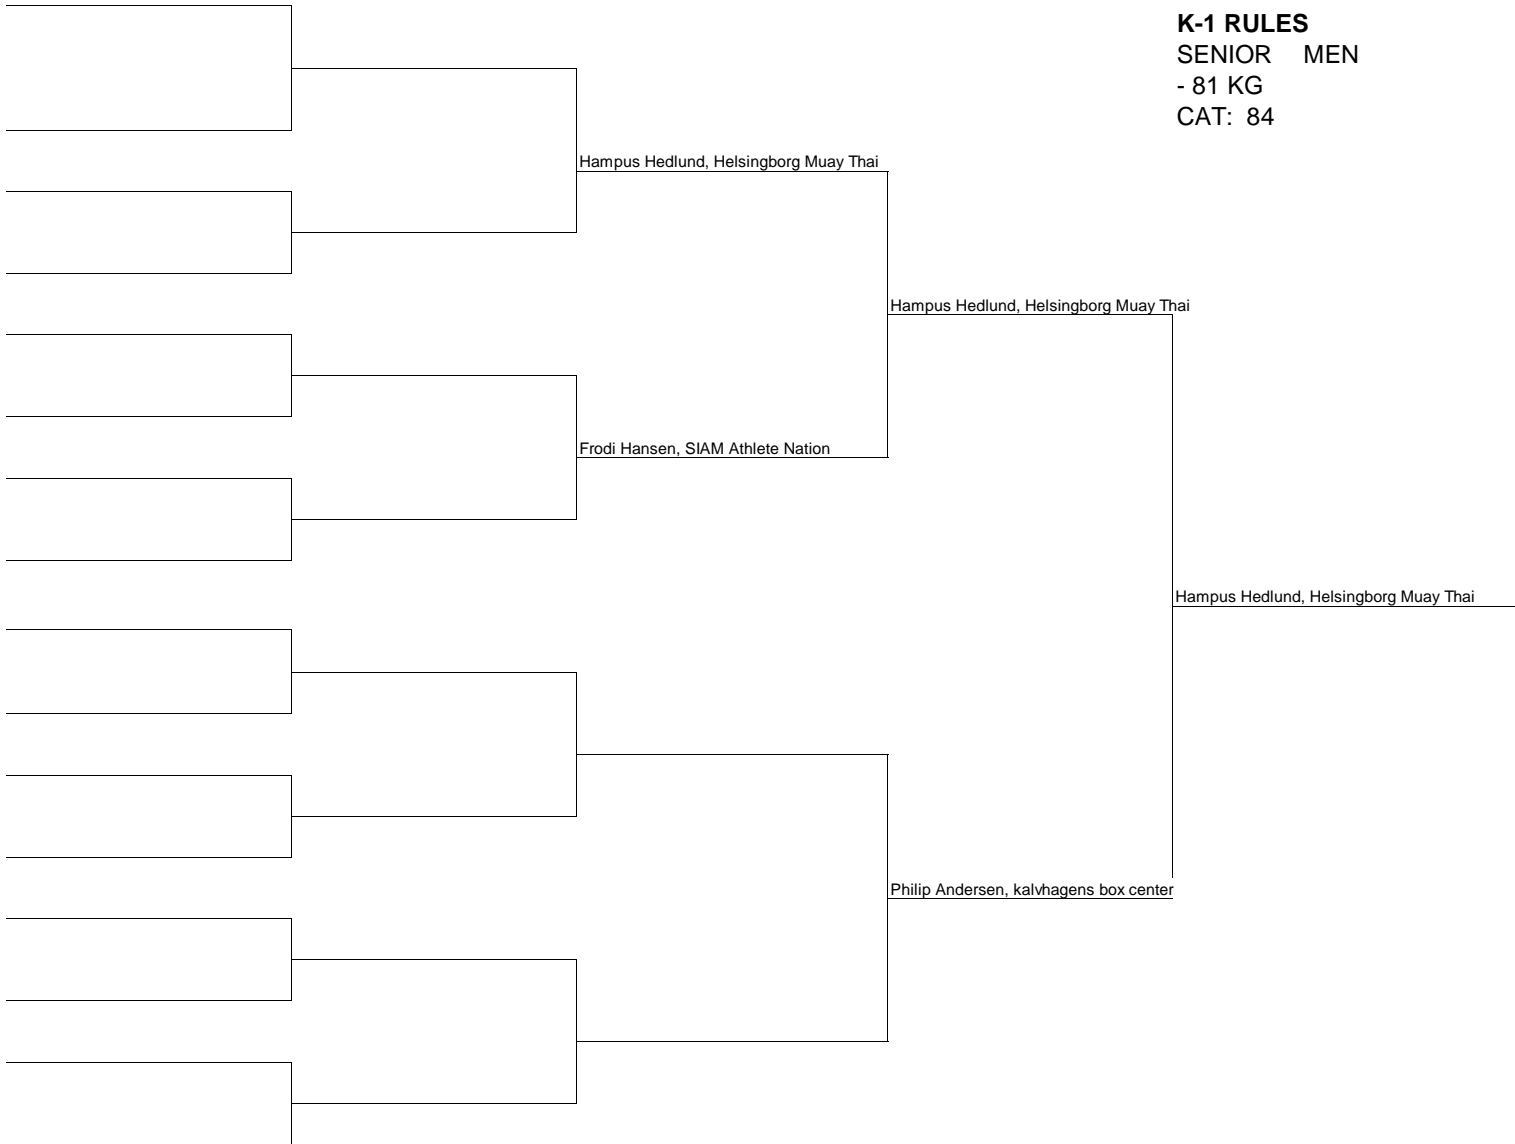 K-1 RULES
SENIOR MEN
- 81 KG
CAT: 84
Hampus Hedlund, Helsingborg Muay Thai
Hampus Hedlund, Helsingborg Muay Thai
Frodi Hansen, SIAM Athlete Nation
Hampus Hedlund, Helsingborg Muay Thai
Philip Andersen, kalvhagens box center